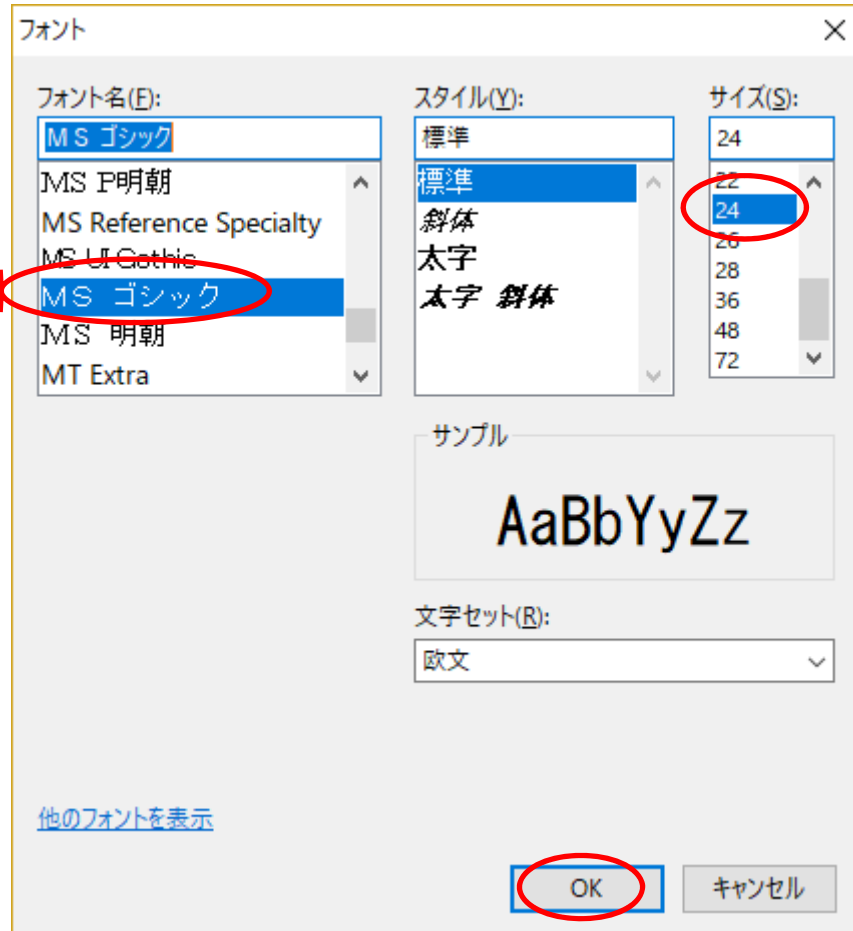 フォント
フォント名(F):
MS ゴシック
MS P明朝
MS Reference Specialty
MS UI Gothic
MS ゴシック
MS 明朝
MT Extra
スタイル(Y):
標準
標準
斜体
太字
太字 斜体
サイズ(S):
24
22
24
26
28
36
48
72
サンプル
AaBbYyZz
文字セット(R):
欧文
他のフォントを表示
OK
キャンセル